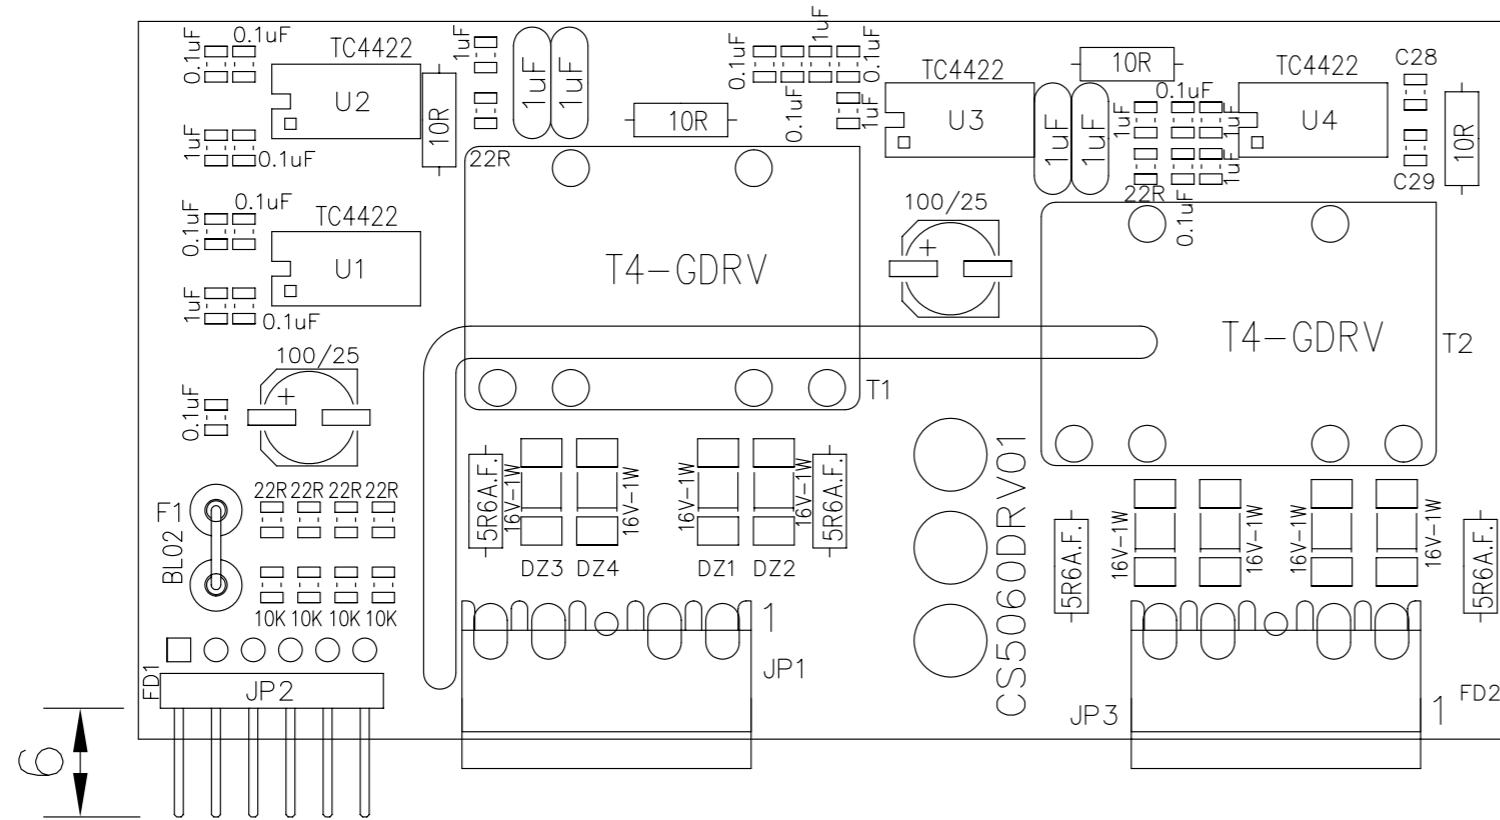 0.1uF
0.1uF
TC4422
U2
1uF
0.1uF
10R
1uF
22R
1uF
1uF
10R
0.1uF
1uF
0.1uF
0.1uF
1uF
TC4422
U3
1uF
1uF
10R
0.1uF
1uF
1uF
1uF
22R
0.1uF
TC4422
U4
C28
C29
10R
0.1uF
0.1uF
TC4422
U1
1uF
0.1uF
T4-GDRV
T1
100/25
+
T4-GDRV
T2
100/25
+
0.1uF
F1
BL02
22R 22R 22R 22R
10K 10K 10K 10K
5R6A.F.
16V-1W
16V-1W
16V-1W
16V-1W
5R6A.F.
DZ3 DZ4 DZ1 DZ2
CS5060DRV01
5R6A.F.
16V-1W
16V-1W
16V-1W
16V-1W
5R6A.F.
FD1
JP2
1
JP1
JP3
1
FD2
6